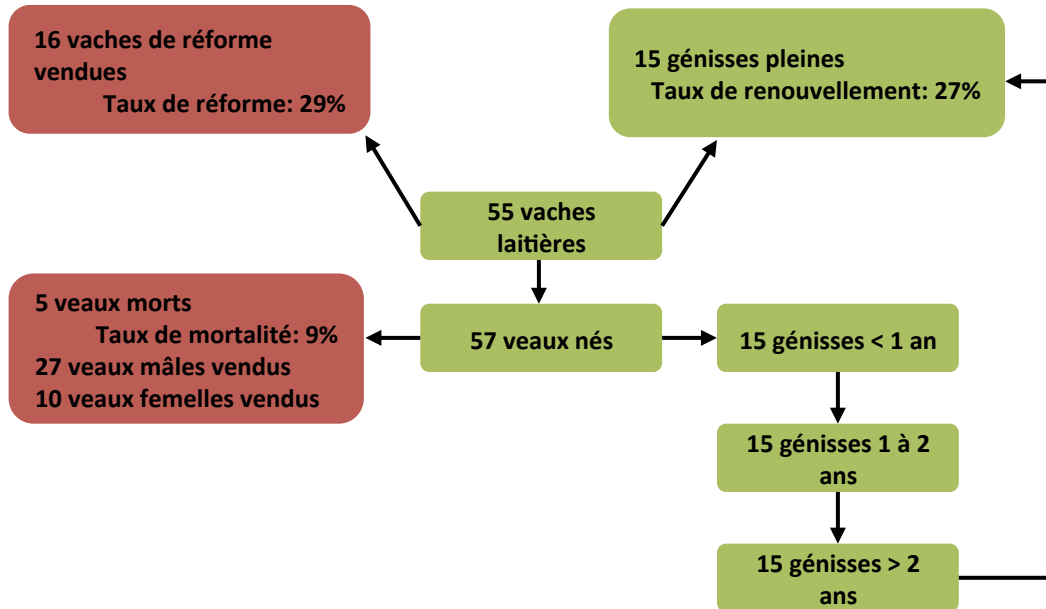 16 vaches de réforme
vendues
Taux de réforme: 29%
15 génisses pleines
Taux de renouvellement: 27%
55 vaches
laitières
5 veaux morts
Taux de mortalité: 9%
27 veaux mâles vendus
10 veaux femelles vendus
57 veaux nés
15 génisses < 1 an
15 génisses 1 à 2
ans
15 génisses > 2
ans